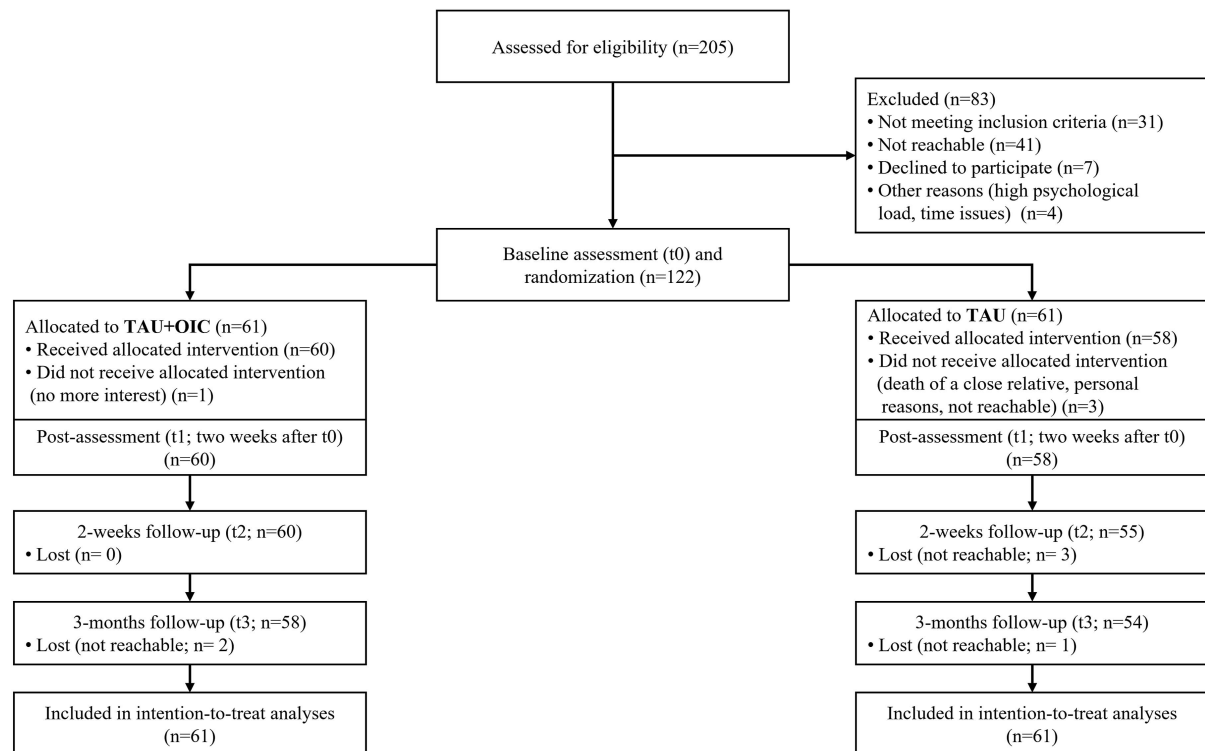 Assessed for eligibility (n=205)
Excluded (n=83)
• Not meeting inclusion criteria (n=31)
• Not reachable (n=41)
• Declined to participate (n=7)
• Other reasons (high psychological
load, time issues)  (n=4)
Baseline assessment (t0) and
randomization (n=122)
Allocated to TAU+OIC (n=61)
• Received allocated intervention (n=60)
• Did not receive allocated intervention
(no more interest) (n=1)
Post-assessment (t1; two weeks after t0)
(n=60)
2-weeks follow-up (t2; n=60)
• Lost (n= 0)
3-months follow-up (t3; n=58)
• Lost (not reachable; n= 2)
Included in intention-to-treat analyses
(n=61)
Allocated to TAU (n=61)
• Received allocated intervention (n=58)
• Did not receive allocated intervention
(death of a close relative, personal
reasons, not reachable) (n=3)
Post-assessment (t1; two weeks after t0)
(n=58)
2-weeks follow-up (t2; n=55)
• Lost (not reachable; n= 3)
3-months follow-up (t3; n=54)
• Lost (not reachable; n= 1)
Included in intention-to-treat analyses
(n=61)